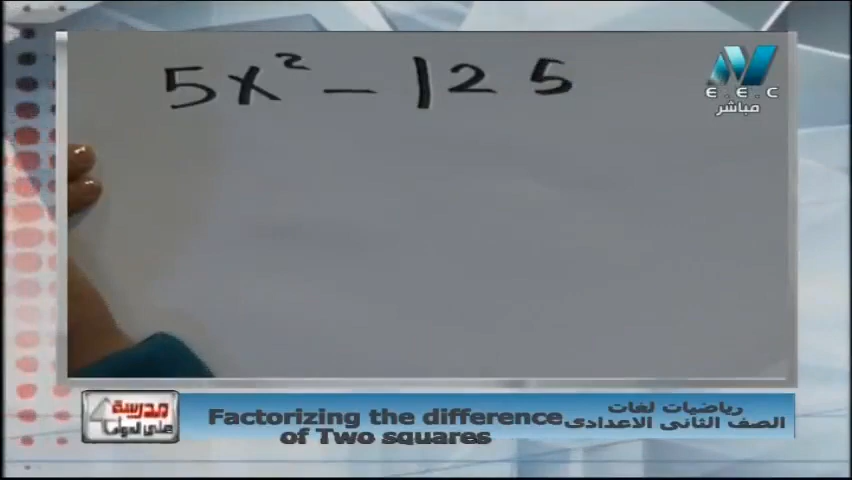 5x² - 125
E.E.C
مباشر
مدرسة
على الهواء
Factorizing the difference
of Two squares
رياضيات لغات
الصف الثانى الاعدادى